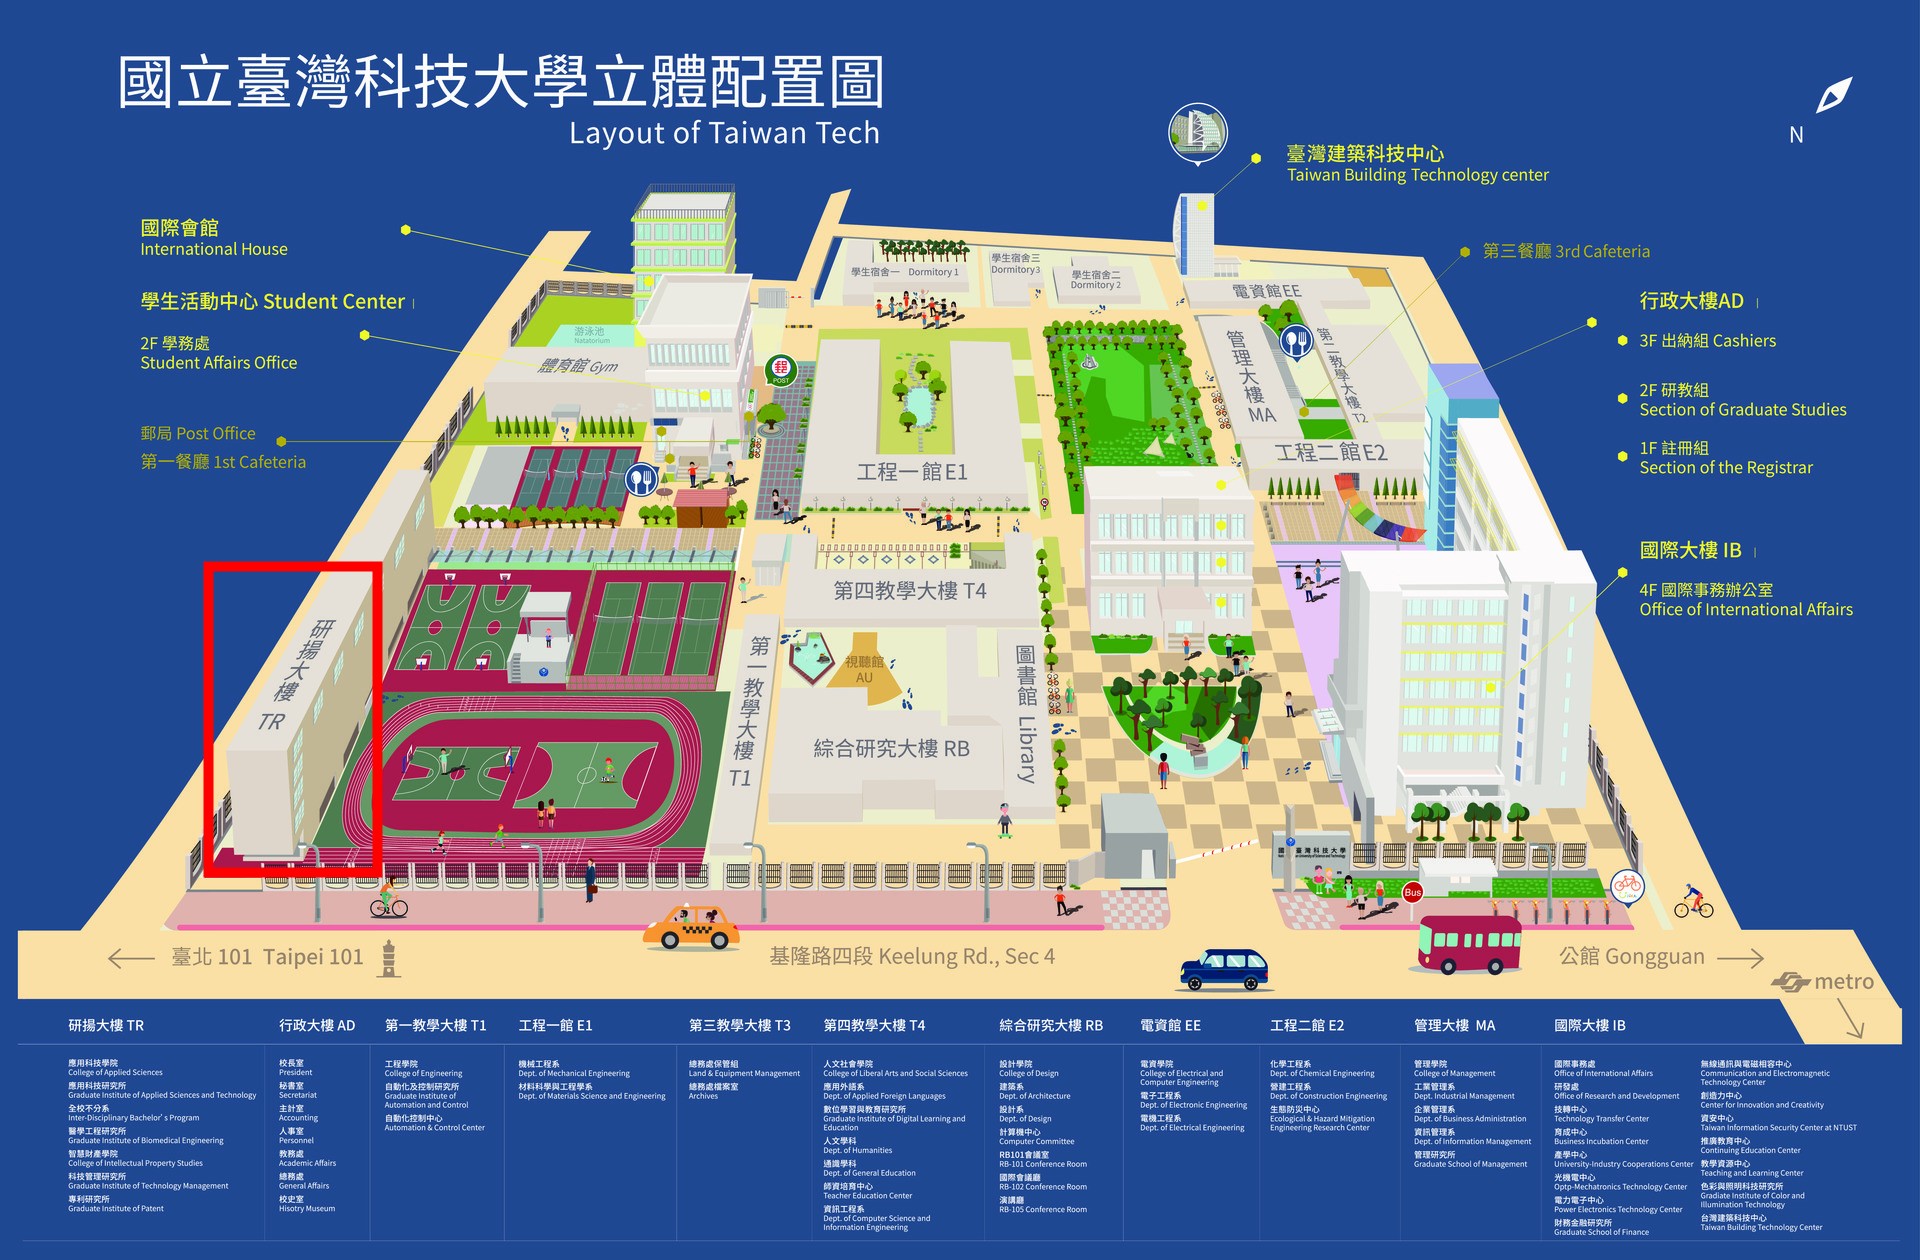 國立臺灣科技大學立體配置圖
Layout of Taiwan Tech
N
臺灣建築科技中心
Taiwan Building Technology center
國際會館
International House
第三餐廳 3rd Cafeteria
學生活動中心 Student Center
2F 學務處
Student Affairs Office
行政大樓AD
3F 出納組 Cashiers
2F 研教組
Section of Graduate Studies
1F 註冊組
Section of the Registrar
郵局 Post Office
第一餐廳 1st Cafeteria
國際大樓 IB
4F 國際事務辦公室
Office of International Affairs
學生宿舍一 Dormitory 1
學生宿舍三
Dormitory3
學生宿舍二
Dormitory 2
電資館EE
游泳池
Natatorium
體育館 Gym
郵
POST
管理大樓 MA
第二教學大樓 T2
工程一館 E1
工程二館 E2
研揚大樓 TR
第四教學大樓 T4
第一教學大樓 T1
視聽館
AU
圖書館 Library
綜合研究大樓 RB
Bus
臺北 101 Taipei 101
基隆路四段 Keelung Rd., Sec 4
公館 Gongguan
metro
研揚大樓 TR
應用科技學院
College of Applied Sciences
應用科技研究所
Graduate Institute of Applied Sciences and Technology
全校不分系
Inter-Disciplinary Bachelor's Program
醫學工程研究所
Graduate Institute of Biomedical Engineering
智慧財產學院
College of Intellectual Property Studies
科技管理研究所
Graduate Institute of Technology Management
專利研究所
Graduate Institute of Patent
行政大樓 AD
校長室
President
秘書室
Secretariat
主計室
Accounting
人事室
Personnel
教務處
Academic Affairs
總務處
General Affairs
校史室
Hisotry Museum
第一教學大樓 T1
工程學院
College of Engineering
自動化及控制研究所
Graduate Institute of
Automation and Control
自動化控制中心
Automation & Control Center
工程一館 E1
機械工程系
Dept. of Mechanical Engineering
材料科學與工程學系
Dept. of Materials Science and Engineering
第三教學大樓 T3
總務處保管組
Land & Equipment Management
總務處檔案室
Archives
第四教學大樓 T4
人文社會學院
College of Liberal Arts and Social Sciences
應用外語系
Dept. of Applied Foreign Languages
數位學習與教育研究所
Graduate Institute of Digital Learning and
Education
人文學科
Dept. of Humanities
通識學科
Dept. of General Education
師資培育中心
Teacher Education Center
資訊工程系
Dept. of Computer Science and
Information Engineering
綜合研究大樓 RB
設計學院
College of Design
建築系
Dept. of Architecture
設計系
Dept. of Design
計算機中心
Computer Committee
RB101會議室
RB-101 Conference Room
國際會議廳
RB-102 Conference Room
演講廳
RB-105 Conference Room
電資館 EE
電資學院
College of Electrical and
Computer Engineering
電子工程系
Dept. of Electronic Engineering
電機工程系
Dept. of Electrical Engineering
工程二館 E2
化學工程系
Dept. of Chemical Engineering
營建工程系
Dept. of Construction Engineering
生態防災中心
Ecological & Hazard Mitigation
Engineering Research Center
管理大樓 MA
管理學院
College of Management
工業管理系
Dept. Industrial Management
企業管理系
Dept. of Business Administration
資訊管理系
Dept. of Information Management
管理研究所
Graduate School of Management
國際大樓 IB
國際事務處
Office of International Affairs
研發處
Office of Research and Development
技轉中心
Technology Transfer Center
育成中心
Business Incubation Center
產學中心
University-Industry Cooperations Center
光機電中心
Optp-Mechatronics Technology Center
電力電子中心
Power Electronics Technology Center
財務金融研究所
Graduate School of Finance
無線通訊與電磁相容中心
Communication and Electromagnetic
Technology Center
創造力中心
Center for Innovation and Creativity
資安中心
Taiwan Information Security Center at NTUST
推廣教育中心
Continuing Education Center
教學資源中心
Teaching and Learning Center
色彩與照明科技研究所
Gradiate Institute of Color and
Illumination Technology
台灣建築科技中心
Taiwan Building Technology Center